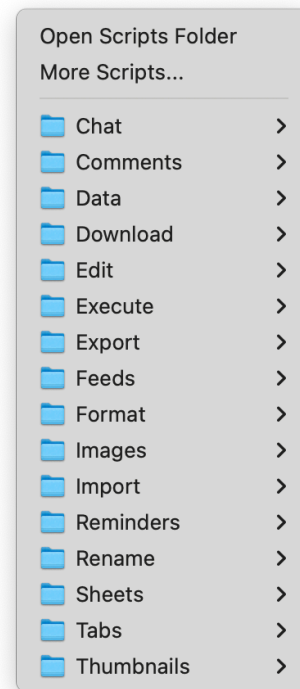 Open Scripts Folder
More Scripts...
Chat
Comments
Data
Download
Edit
Execute
Export
Feeds
Format
Images
Import
Reminders
Rename
Sheets
Tabs
Thumbnails